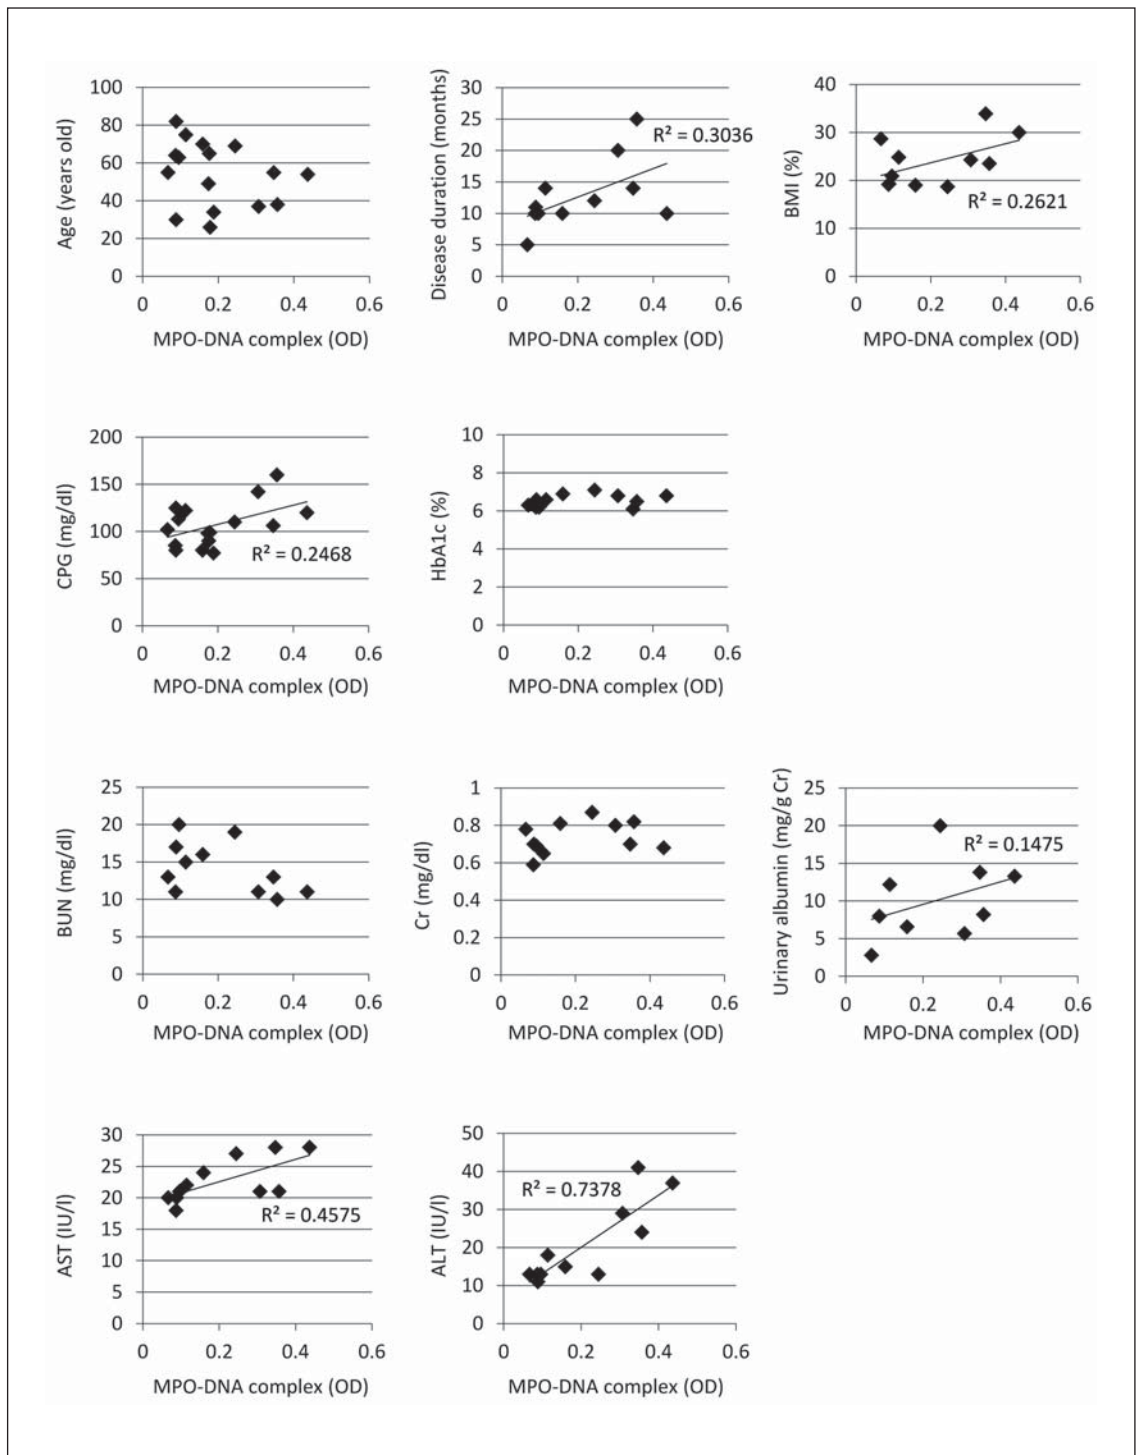 Age (years old)
100
80
60
40
20
0
0 0.2 0.4 0.6
MPO-DNA complex (OD)
Disease duration (months)
30
25
20
15
10
5
0
R² = 0.3036
0 0.2 0.4 0.6
MPO-DNA complex (OD)
BMI (%)
40
30
20
10
0
R² = 0.2621
0 0.2 0.4 0.6
MPO-DNA complex (OD)
CPG (mg/dl)
200
150
100
50
0
R² = 0.2468
0 0.2 0.4 0.6
MPO-DNA complex (OD)
HbA1c (%)
10
8
6
4
2
0
0 0.2 0.4 0.6
MPO-DNA complex (OD)
BUN (mg/dl)
25
20
15
10
5
0
0 0.2 0.4 0.6
MPO-DNA complex (OD)
Cr (mg/dl)
1
0.8
0.6
0.4
0.2
0
0 0.2 0.4 0.6
MPO-DNA complex (OD)
Urinary albumin (mg/g Cr)
25
20
15
10
5
0
R² = 0.1475
0 0.2 0.4 0.6
MPO-DNA complex (OD)
AST (IU/l)
30
25
20
15
10
5
0
R² = 0.4575
0 0.2 0.4 0.6
MPO-DNA complex (OD)
ALT (IU/l)
50
40
30
20
10
0
R² = 0.7378
0 0.2 0.4 0.6
MPO-DNA complex (OD)